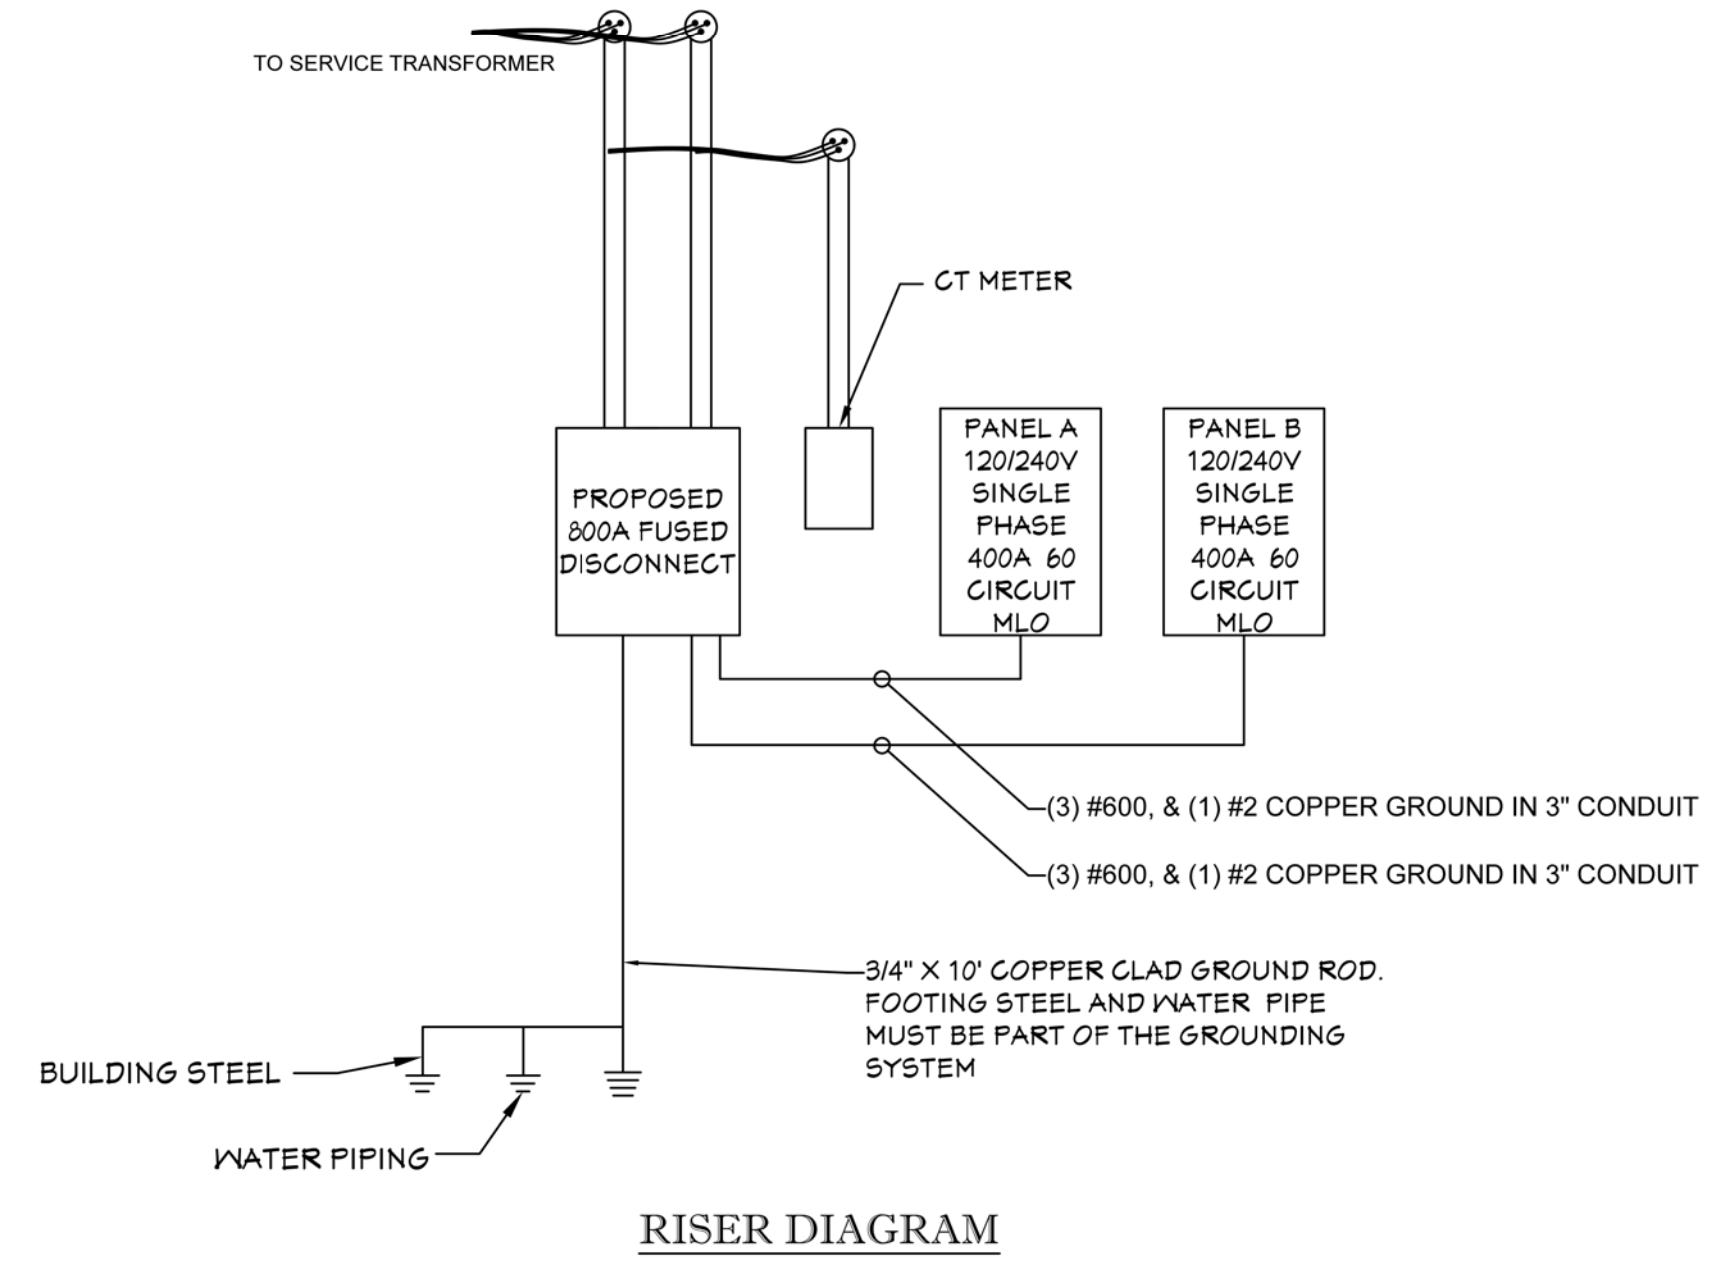 TO SERVICE TRANSFORMER
CT METER
PROPOSED
800A FUSED
DISCONNECT
PANEL A
120/240V
SINGLE
PHASE
400A 60
CIRCUIT
MLO
PANEL B
120/240V
SINGLE
PHASE
400A 60
CIRCUIT
MLO
(3) #600, & (1) #2 COPPER GROUND IN 3" CONDUIT
(3) #600, & (1) #2 COPPER GROUND IN 3" CONDUIT
3/4" X 10' COPPER CLAD GROUND ROD.
FOOTING STEEL AND WATER PIPE
MUST BE PART OF THE GROUNDING
SYSTEM
BUILDING STEEL
WATER PIPING
RISER DIAGRAM